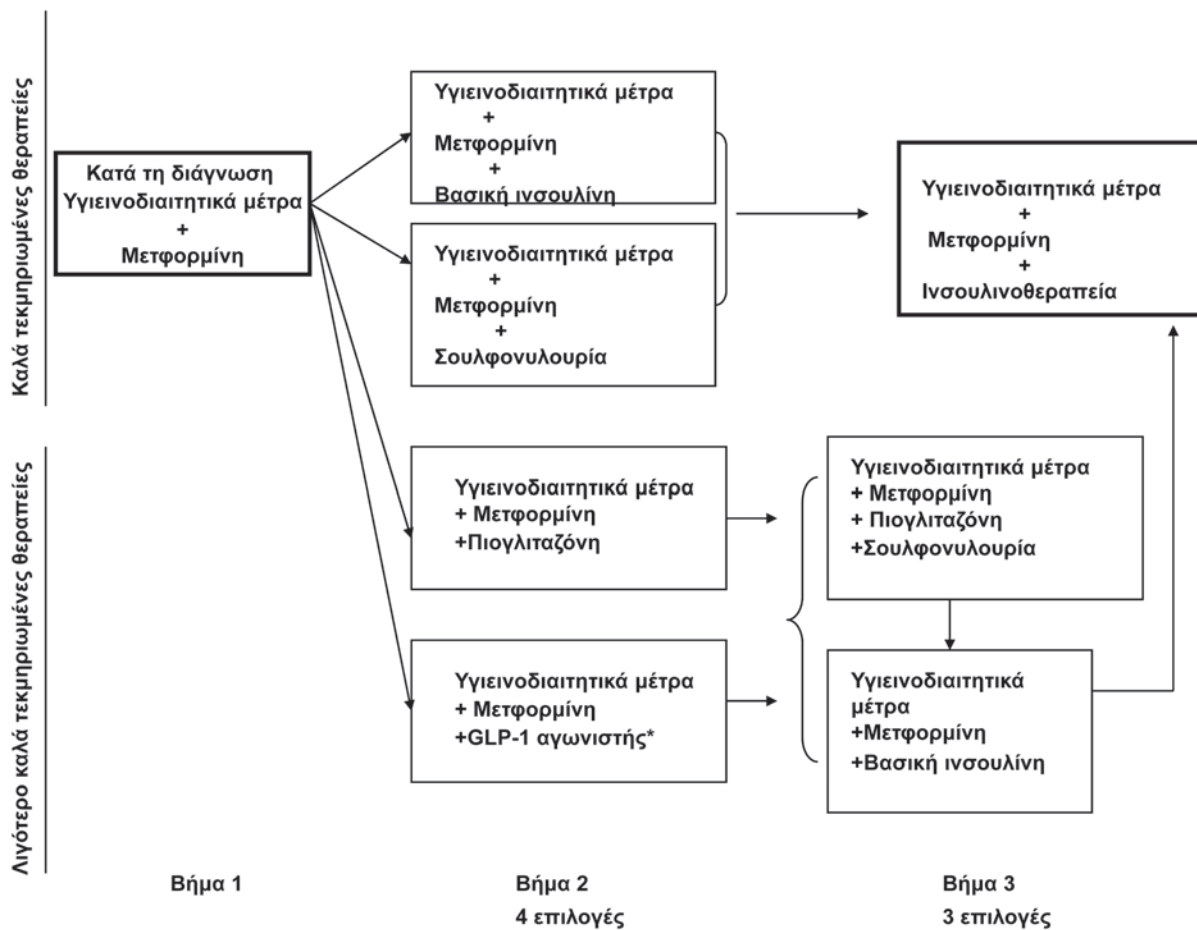 Καλά τεκμηριωμένες θεραπείες
Κατά τη διάγνωση
Υγιεινοδιαιτητικά μέτρα
+
Μετφορμίνη
Υγιεινοδιαιτητικά μέτρα
+
Μετφορμίνη
+
Βασική ινσουλίνη
Υγιεινοδιαιτητικά μέτρα
+
Μετφορμίνη
+
Σουλφονυλουρία
Υγιεινοδιαιτητικά μέτρα
+
Μετφορμίνη
+
Ινσουλινοθεραπεία
Λιγότερο καλά τεκμηριωμένες θεραπείες
Υγιεινοδιαιτητικά μέτρα
+ Μετφορμίνη
+Πιογλιταζόνη
Υγιεινοδιαιτητικά μέτρα
+ Μετφορμίνη
+GLP-1 αγωνιστής*
Υγιεινοδιαιτητικά μέτρα
+ Μετφορμίνη
+ Πιογλιταζόνη
+Σουλφονυλουρία
Υγιεινοδιαιτητικά
μέτρα
+Μετφορμίνη
+Βασική ινσουλίνη
Βήμα 1
Βήμα 2
4 επιλογές
Βήμα 3
3 επιλογές